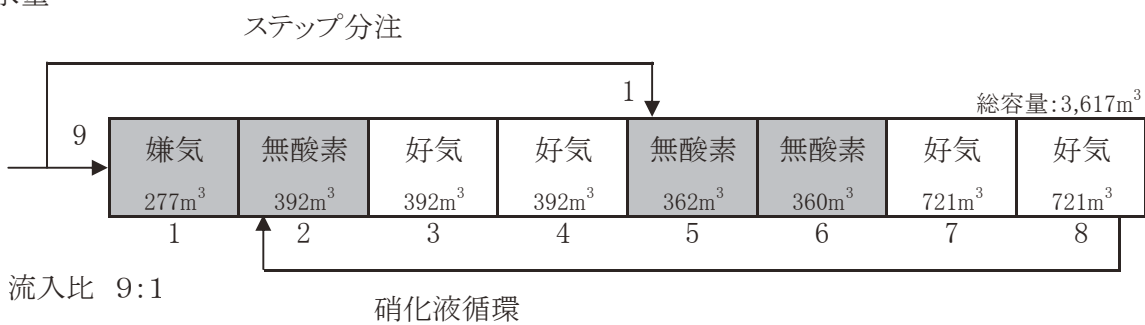 ステップ分注
1
総容量:3,617m³
9
嫌気 無酸素 好気 好気 無酸素 無酸素 好気 好気
277m³ 392m³ 392m³ 392m³ 362m³ 360m³ 721m³ 721m³
1 2 3 4 5 6 7 8
流入比 9:1
硝化液循環